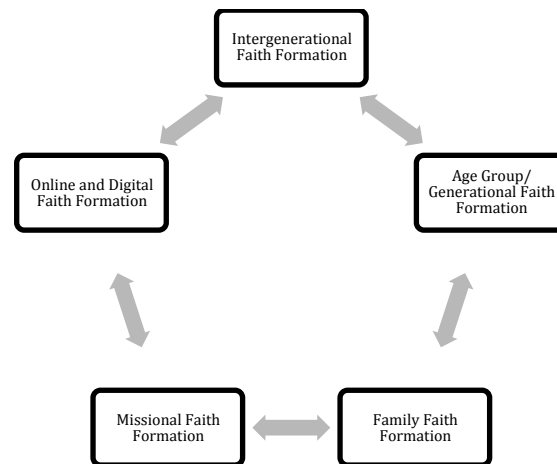 Intergenerational
Faith Formation
Online and Digital
Faith Formation
Age Group/
Generational Faith
Formation
Missional Faith
Formation
Family Faith
Formation